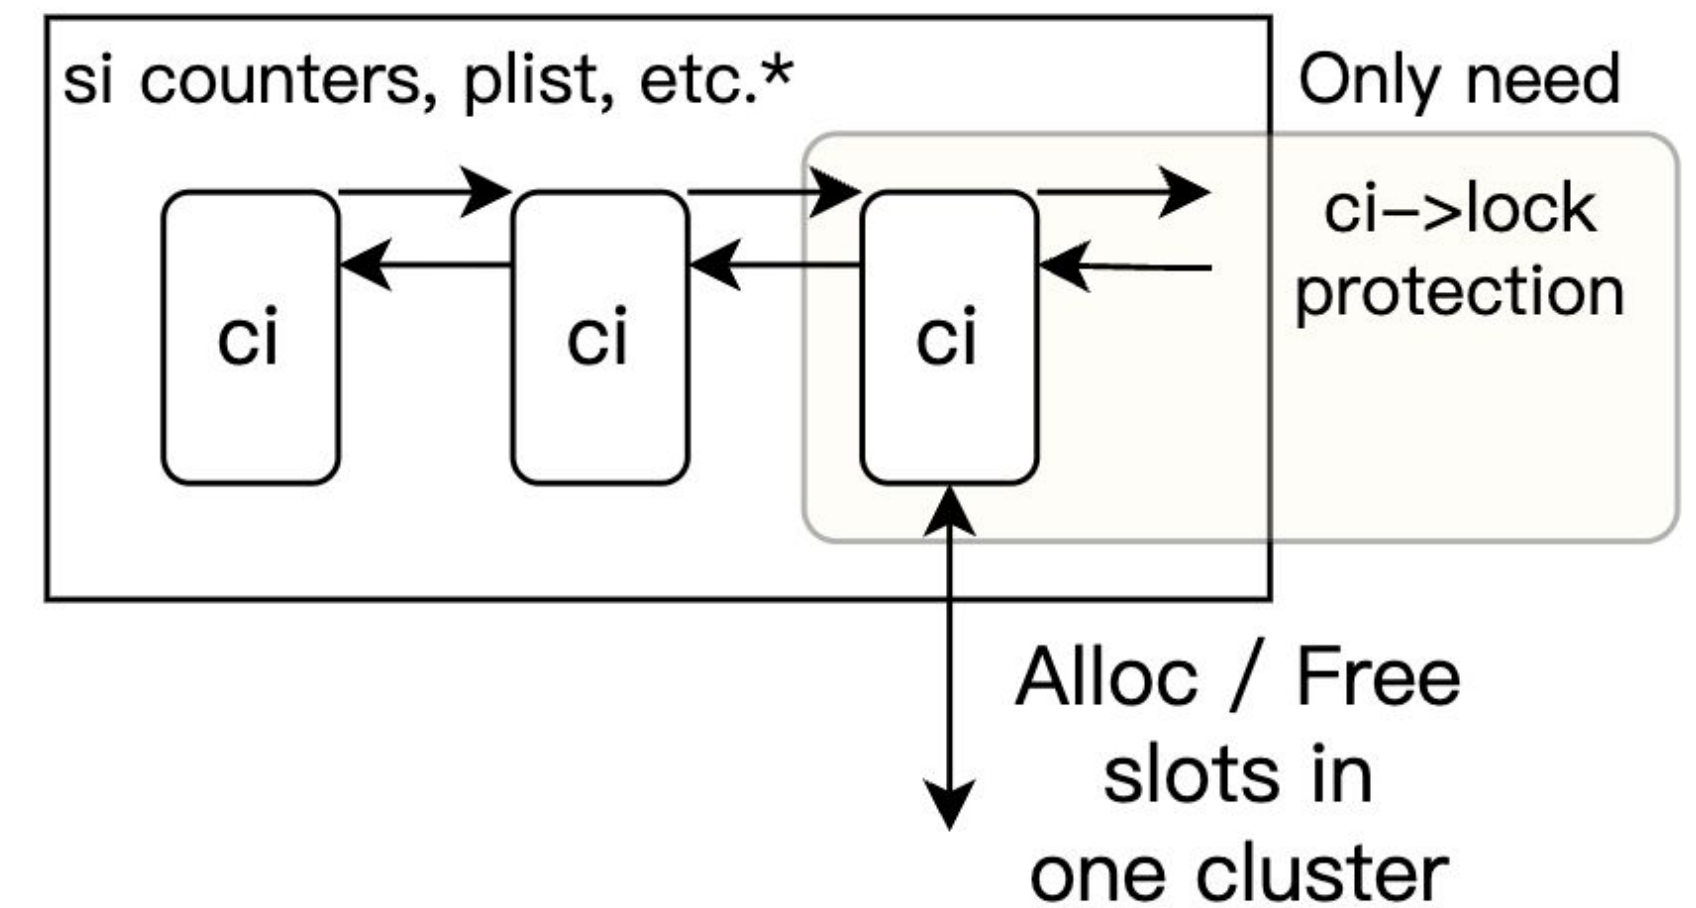 si counters, plist, etc.*
Only need
ci–>lock
protection
ci
ci
ci
Alloc / Free
slots in
one cluster